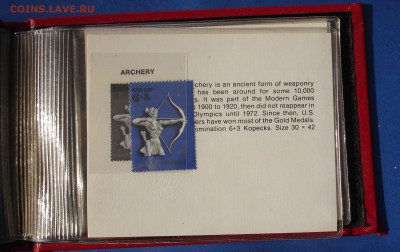 COINS.LAVE.RU
ARCHERY
chery is an ancient form of weaponry
has been around for some 10,000
s. It was part of the Modern Games
1900 to 1920, then did not reappear in
Olympics until 1972. Since then, U.S.
ers have won most of the Gold Medals.
omination 6+3 Kopecks. Size 30 × 42